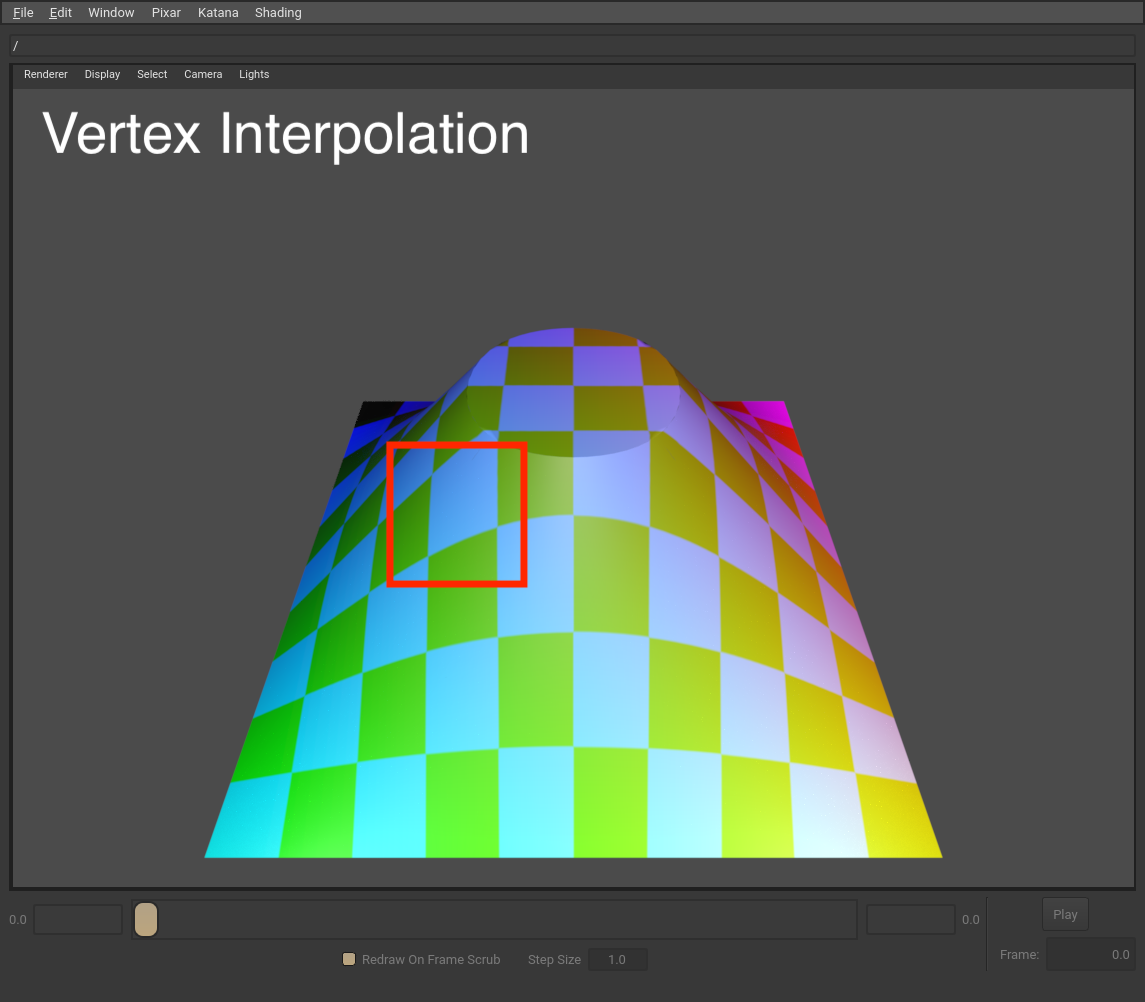 File Edit Window Pixar Katana Shading
/
Renderer Display Select Camera Lights
Vertex Interpolation
0.0 0.0 Play
Redraw On Frame Scrub Step Size 1.0 Frame: 0.0